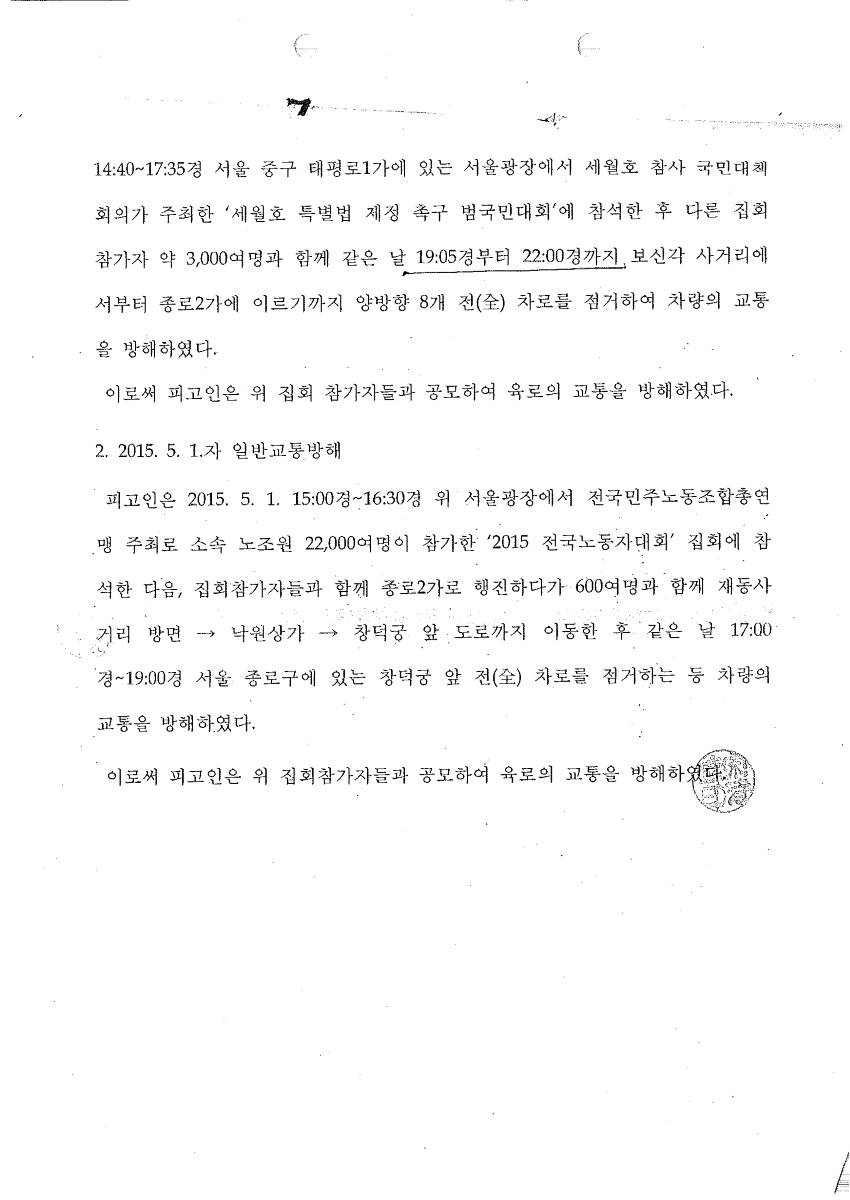 7
14:40~17:35경 서울 중구 태평로1가에 있는 서울광장에서 세월호 참사 국민대책
회의가 주최한 '세월호 특별법 제정 촉구 범국민대회'에 참석한 후 다른 집회
참가자 약 3,000여명과 함께 같은 날 19:05경부터 22:00경까지 보신각 사거리에
서부터 종로2가에 이르기까지 양방향 8개 전(全) 차로를 점거하여 차량의 교통
을 방해하였다.
이로써 피고인은 위 집회 참가자들과 공모하여 육로의 교통을 방해하였다.
2. 2015. 5. 1.자 일반교통방해
피고인은 2015. 5. 1. 15:00경~16:30경 위 서울광장에서 전국민주노동조합총연
맹 주최로 소속 노조원 22,000여명이 참가한 '2015 전국노동자대회' 집회에 참
석한 다음, 집회참가자들과 함께 종로2가로 행진하다가 600여명과 함께 재동사
거리 방면 → 낙원상가 → 창덕궁 앞 도로까지 이동한 후 같은 날 17:00
경~19:00경 서울 종로구에 있는 창덕궁 앞 전(全) 차로를 점거하는 등 차량의
교통을 방해하였다.
이로써 피고인은 위 집회참가자들과 공모하여 육로의 교통을 방해하였다.